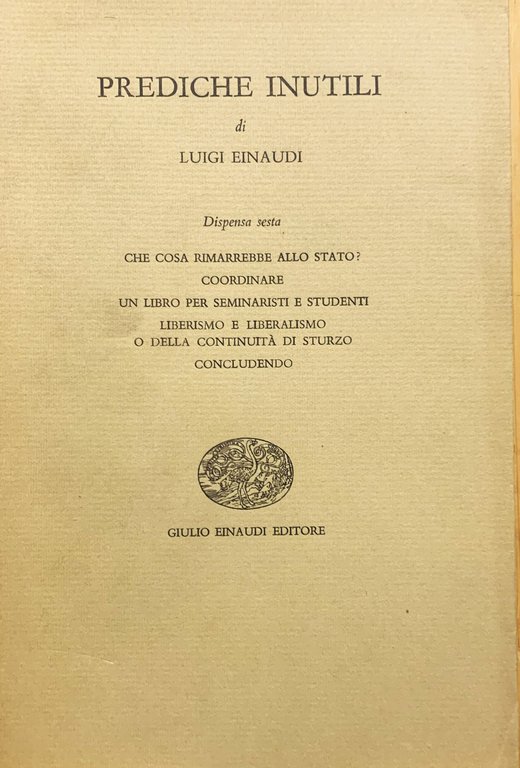 PREDICHE INUTILI
di
LUIGI EINAUDI
Dispensa sesta
CHE COSA RIMARREBBE ALLO STATO?
COORDINARE
UN LIBRO PER SEMINARISTI E STUDENTI
LIBERISMO E LIBERALISMO
O DELLA CONTINUITÀ DI STURZO
CONCLUDENDO
GIULIO EINAUDI EDITORE